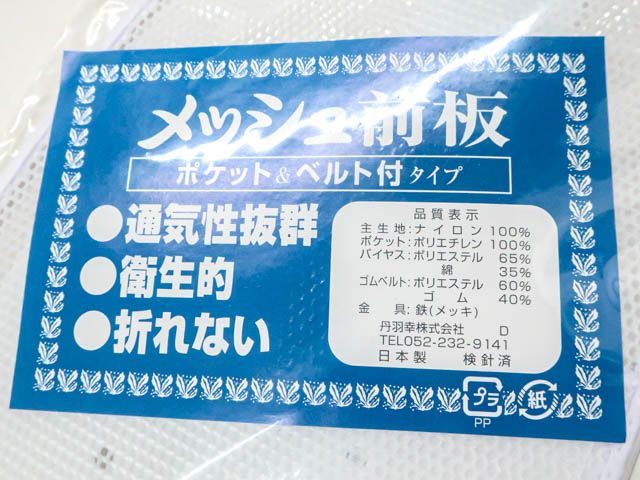 メッシュ前板
ポケット&ベルト付タイプ
●通気性抜群
●衛生的
●折れない
品質表示
主生地:ナイロン 100%
ポケット:ポリエチレン 100%
バイヤス:ポリエステル 65%
綿 35%
ゴムベルト:ポリエステル 60%
ゴム 40%
金具:鉄(メッキ)
丹羽幸株式会社 D
TEL052-232-9141
日本製 検針済
プラ 紙
PP